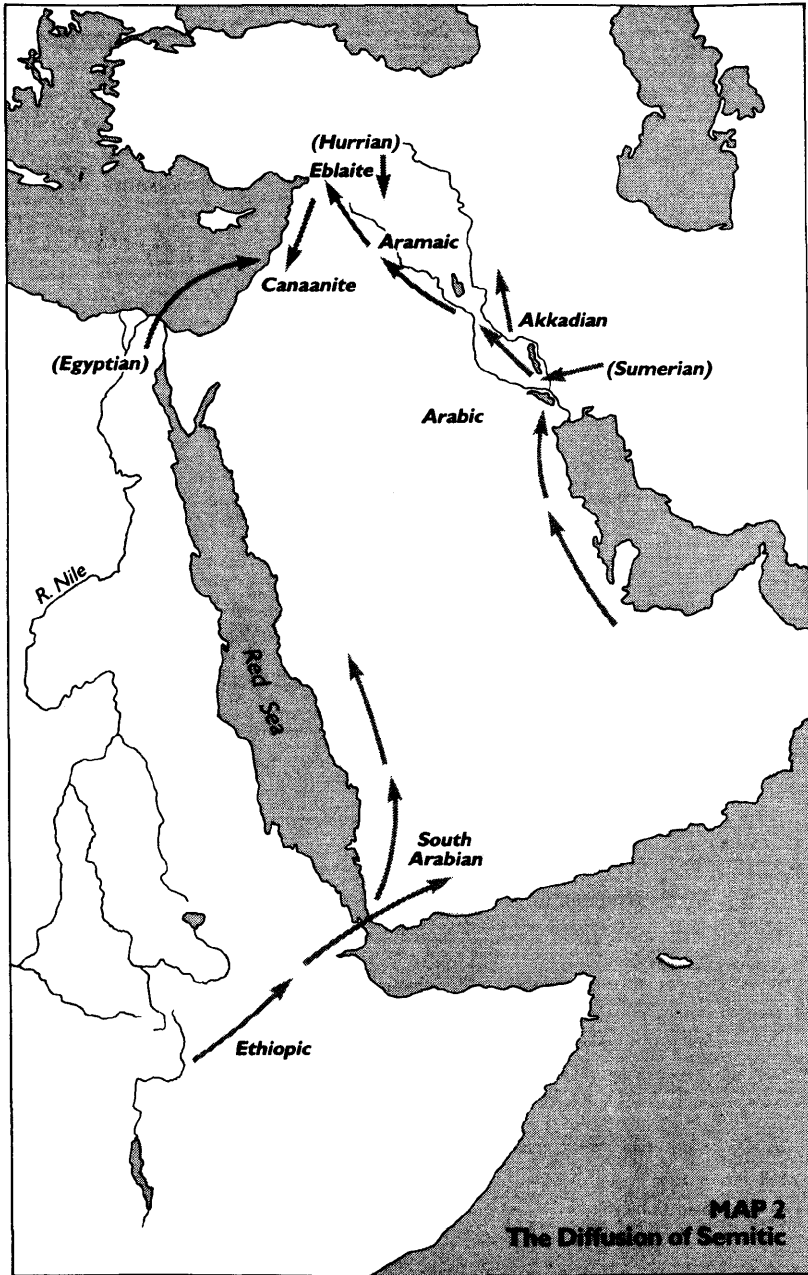 (Hurrian)
Eblaite
Aramaic
Canaanite
Akkadian
(Egyptian)
(Sumerian)
Arabic
R. Nile
Red Sea
South
Arabian
Ethiopic
MAP 2
The Diffusion of Semitic